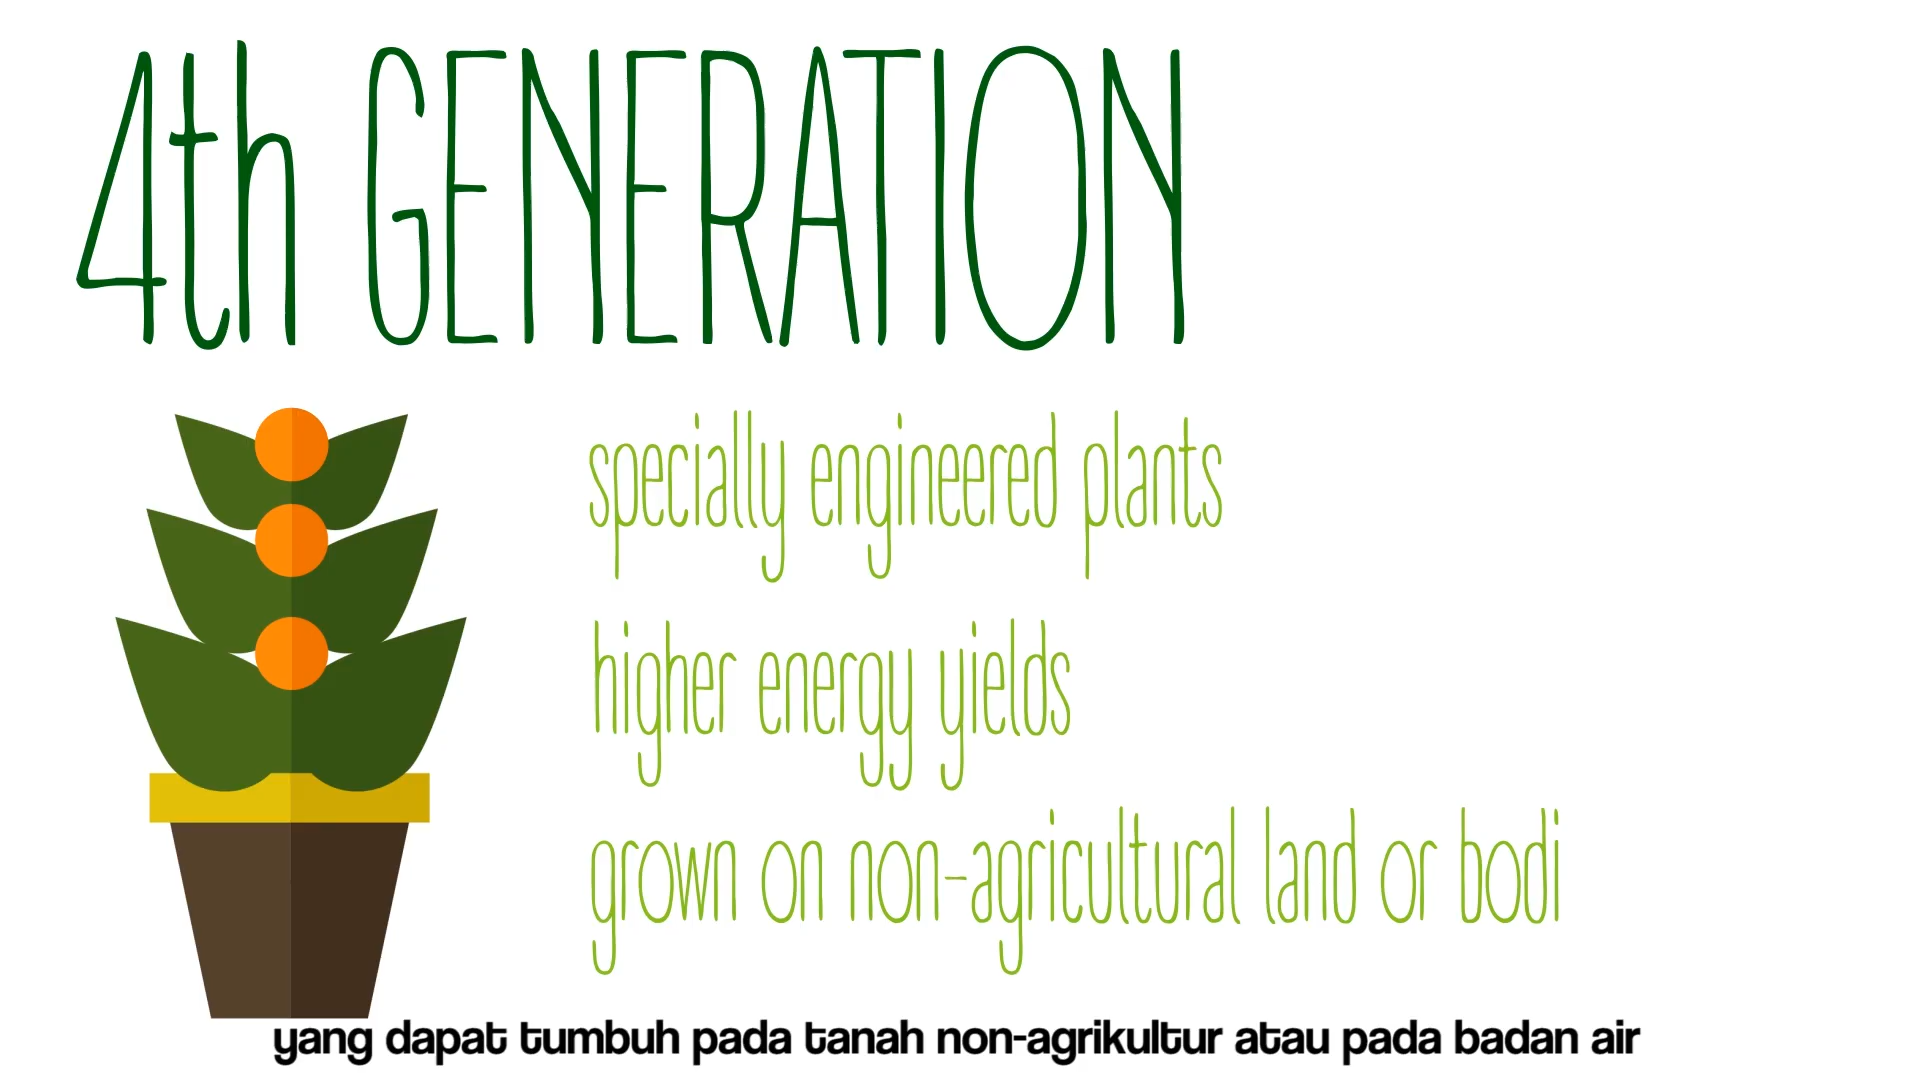 4th GENERATION
specially engineered plants
higher energy yields
grown on non-agricultural land or bodi
yang dapat tumbuh pada tanah non-agrikultur atau pada badan air